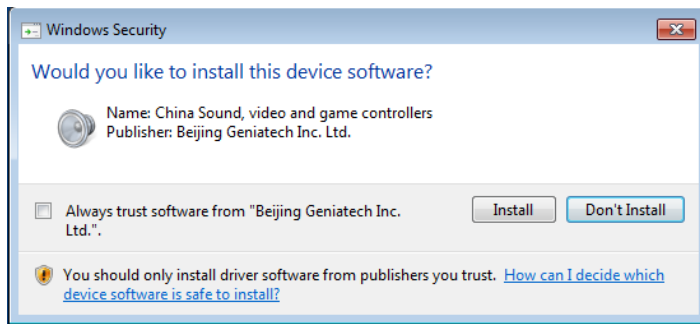 Windows Security
Would you like to install this device software?
Name: China Sound, video and game controllers
Publisher: Beijing Geniatech Inc. Ltd.
Always trust software from "Beijing Geniatech Inc.
Ltd.".
Install
Don't Install
You should only install driver software from publishers you trust. How can I decide which
device software is safe to install?